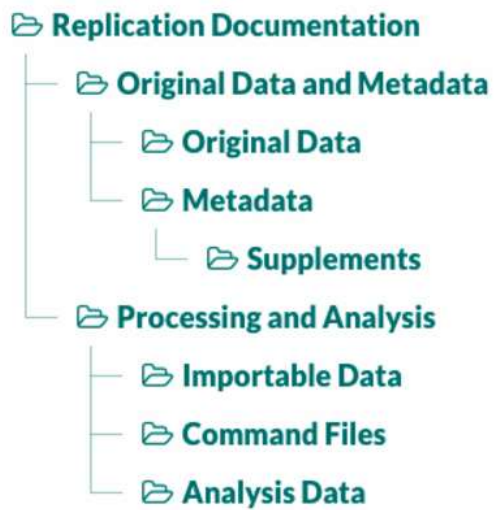 Replication Documentation
Original Data and Metadata
Original Data
Metadata
Supplements
Processing and Analysis
Importable Data
Command Files
Analysis Data